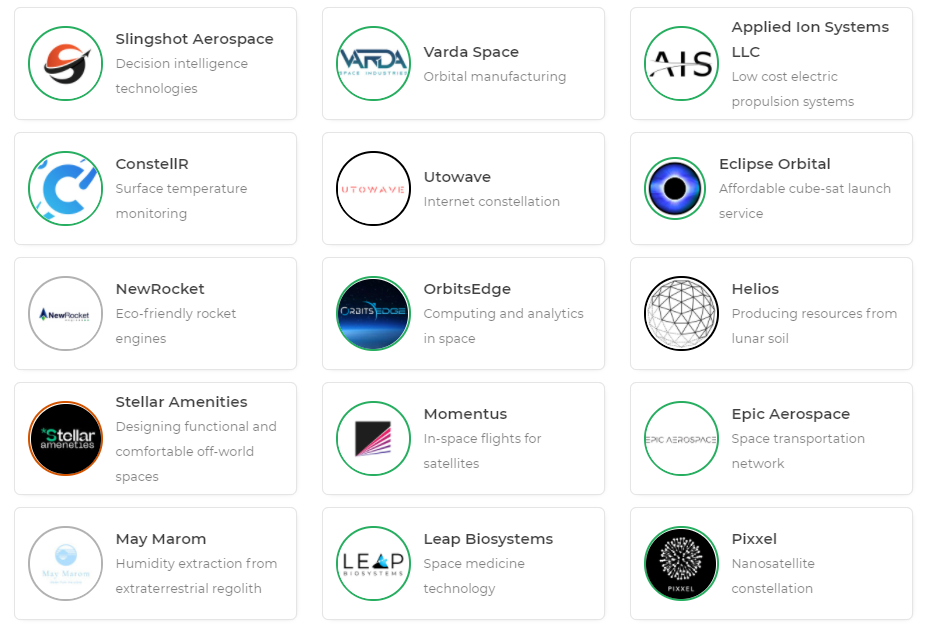 Slingshot Aerospace
Decision intelligence
technologies
VARDA
SPACE INDUSTRIES
Varda Space
Orbital manufacturing
AIS
Applied Ion Systems
LLC
Low cost electric
propulsion systems
ConstellR
Surface temperature
monitoring
UTOWAVE
Utowave
Internet constellation
Eclipse Orbital
Affordable cube-sat launch
service
NewRocket
NewRocket
Eco-friendly rocket
engines
ORBITSEDGE
OrbitsEdge
Computing and analytics
in space
Helios
Producing resources from
lunar soil
Stellar
ameneties
Stellar Amenities
Designing functional and
comfortable off-world
spaces
Momentus
In-space flights for
satellites
EPIC AEROSPACE
Epic Aerospace
Space transportation
network
May Marom
May Marom
Humidity extraction from
extraterrestrial regolith
LEAP
BIOSYSTEMS
Leap Biosystems
Space medicine
technology
PIXXEL
Pixxel
Nanosatellite
constellation